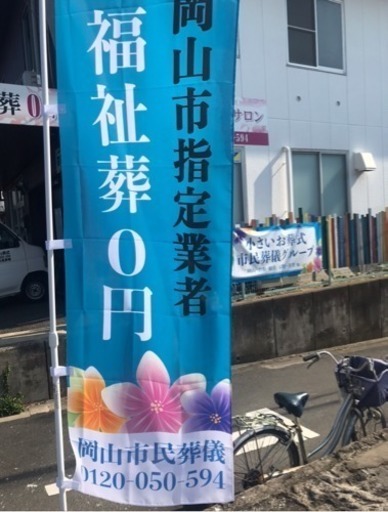 岡山市指定業者
福祉葬0円
岡山市民葬儀
0120-050-594
葬0
サロン
-594
小さいお葬式
市民葬儀グループ